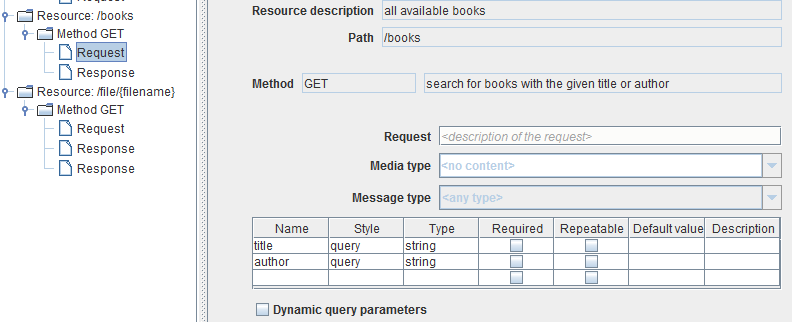 Request
Resource: /books
Method GET
Request
Response
Resource: /file/{filename}
Method GET
Request
Response
Response
Resource description all available books
Path /books
Method GET search for books with the given title or author
Request <description of the request>
Media type <no content>
Message type <any type>
Name Style Type Required Repeatable Default value Description
title query string
author query string
Dynamic query parameters